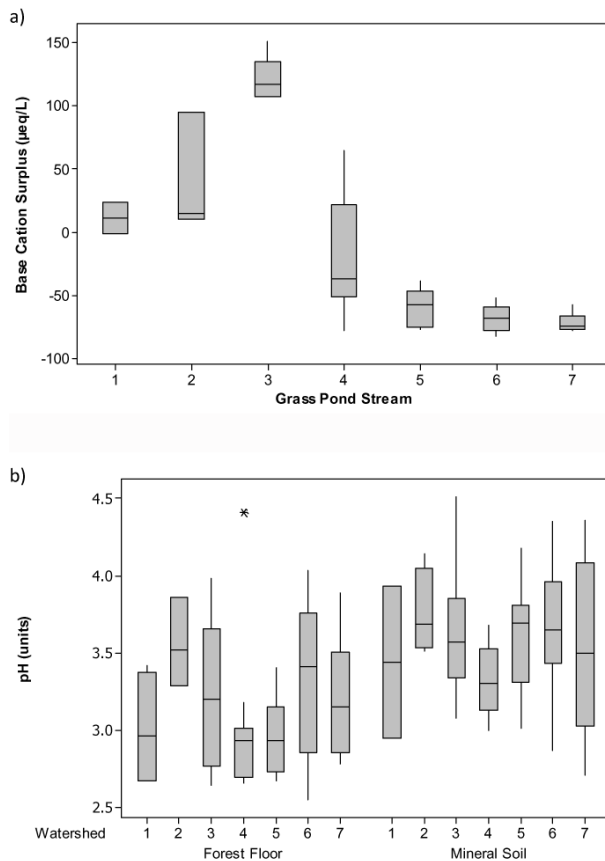 a)
150
100
50
0
-50
-100
Base Cation Surplus (µeq/L)
1 2 3 4 5 6 7
Grass Pond Stream
b)
4.5
4.0
3.5
3.0
2.5
pH (units)
Watershed 1 2 3 4 5 6 7 1 2 3 4 5 6 7
Forest Floor Mineral Soil